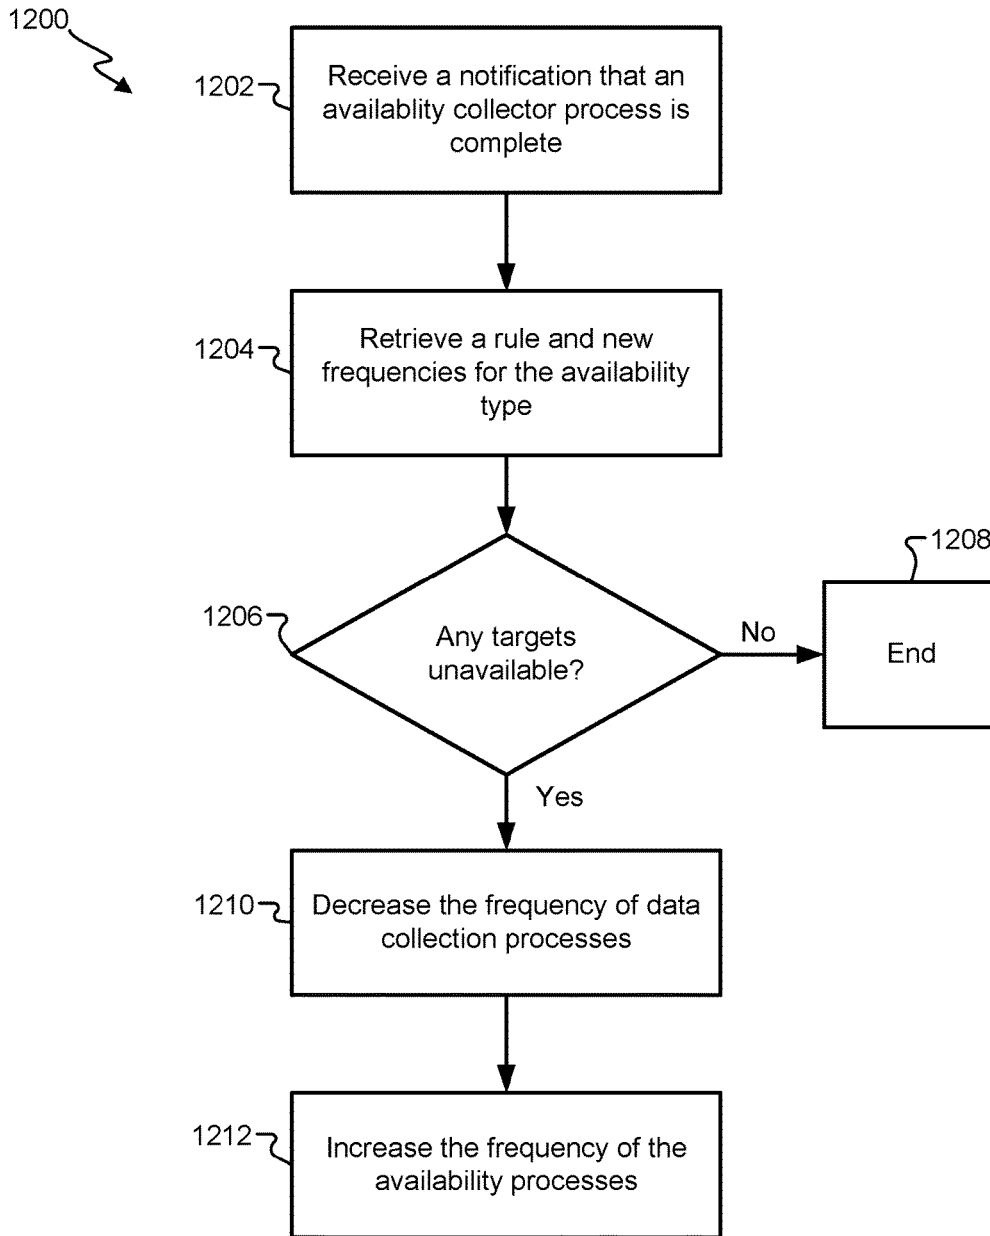 1200
1202
Receive a notification that an
availablity collector process is
complete
1204
Retrieve a rule and new
frequencies for the availability
type
1206
Any targets
unavailable?
No
1208
End
Yes
1210
Decrease the frequency of data
collection processes
1212
Increase the frequency of the
availability processes